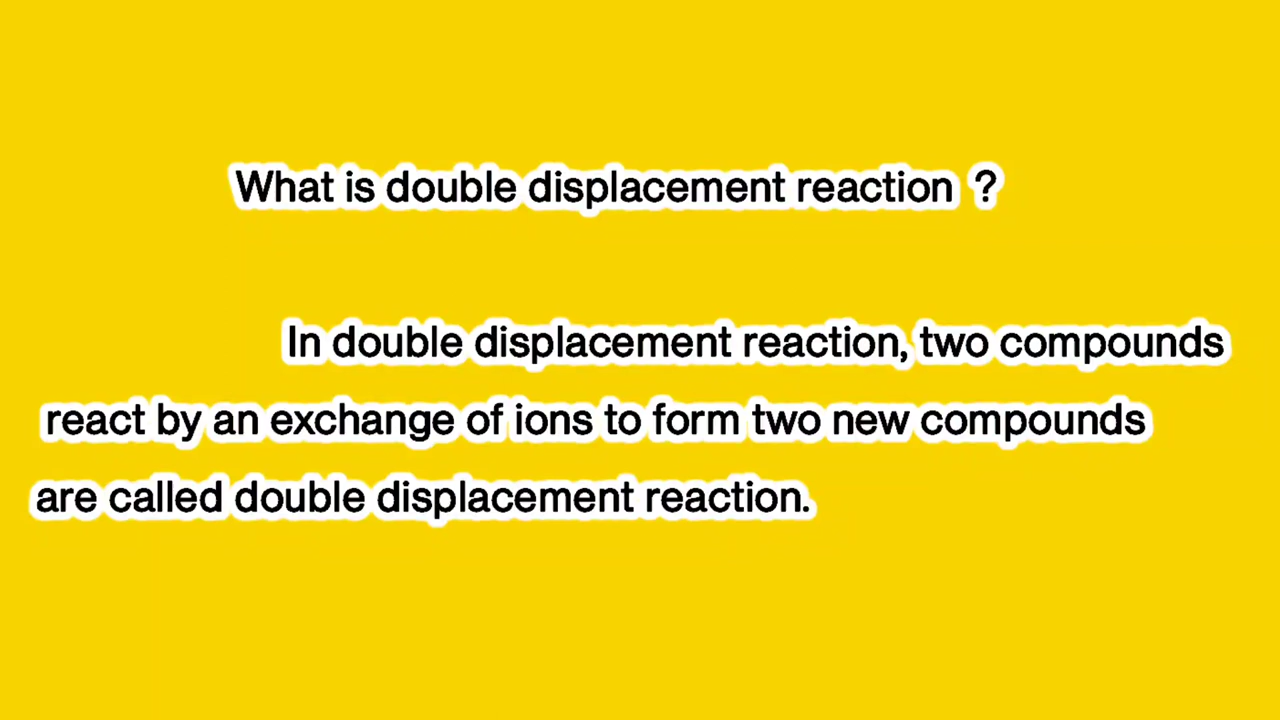 What is double displacement reaction ?
In double displacement reaction, two compounds
react by an exchange of ions to form two new compounds
are called double displacement reaction.